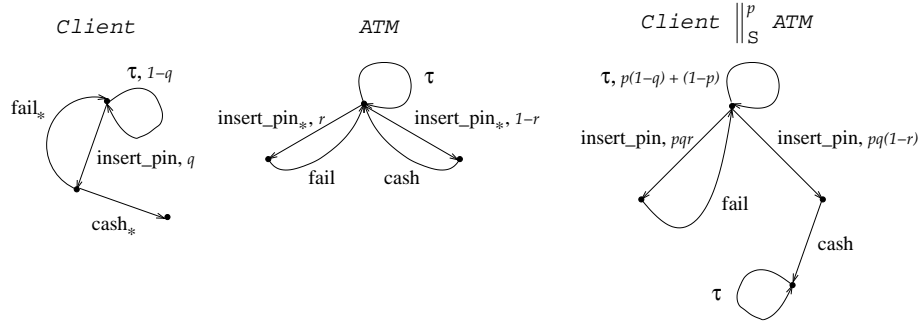 Client
τ, 1−q
fail*
insert_pin, q
cash*
ATM
τ
insert_pin*, r
insert_pin*, 1−r
fail
cash
Client ‖ᵖS ATM
τ, p(1−q) + (1−p)
insert_pin, pqr
insert_pin, pq(1−r)
fail
cash
τ